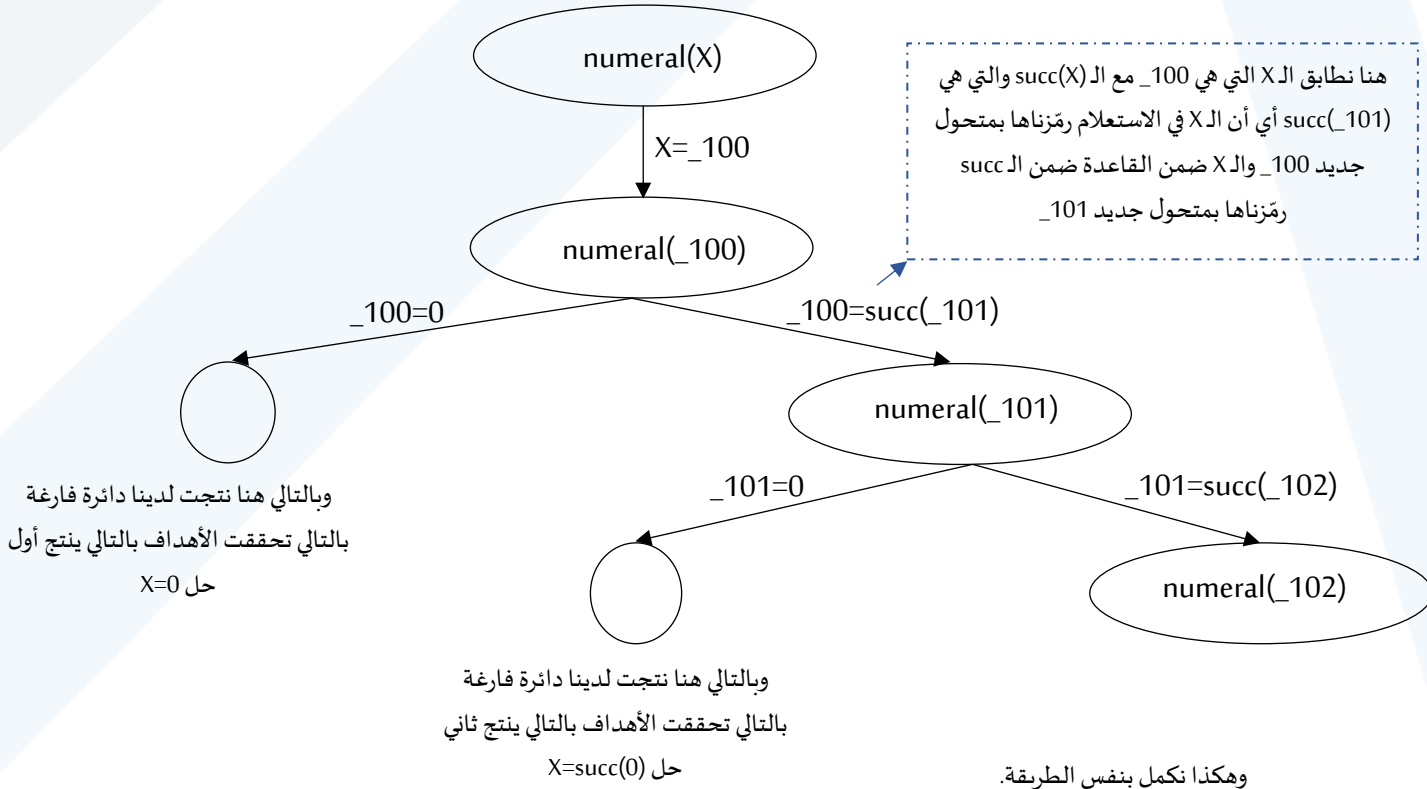 numeral(X)
هنا نطابق الـ X التي هي 100_ مع الـ succ(X) والتي هي
succ(_101) أي أن الـ X في الاستعلام رمّزناها بمتحول
جديد 100_ والـ X ضمن القاعدة ضمن الـ succ
رمّزناها بمتحول جديد 101_
X=_100
numeral(_100)
_100=0
_100=succ(_101)
numeral(_101)
وبالتالي هنا نتجت لدينا دائرة فارغة
بالتالي تحققت الأهداف بالتالي ينتج أول
حل X=0
_101=0
_101=succ(_102)
numeral(_102)
وبالتالي هنا نتجت لدينا دائرة فارغة
بالتالي تحققت الأهداف بالتالي ينتج ثاني
حل X=succ(0)
وهكذا نكمل بنفس الطريقة.